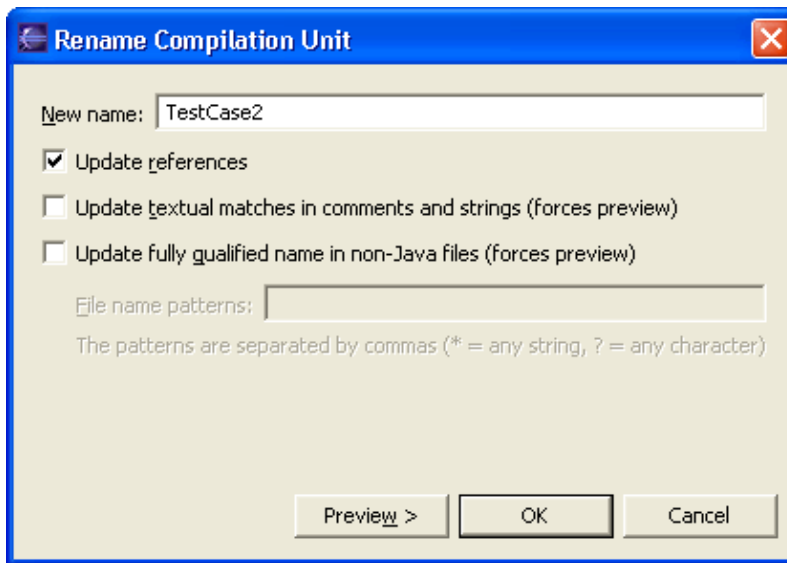 Rename Compilation Unit
New name: TestCase2
Update references
Update textual matches in comments and strings (forces preview)
Update fully qualified name in non-Java files (forces preview)
File name patterns:
The patterns are separated by commas (* = any string, ? = any character)
Preview > OK Cancel